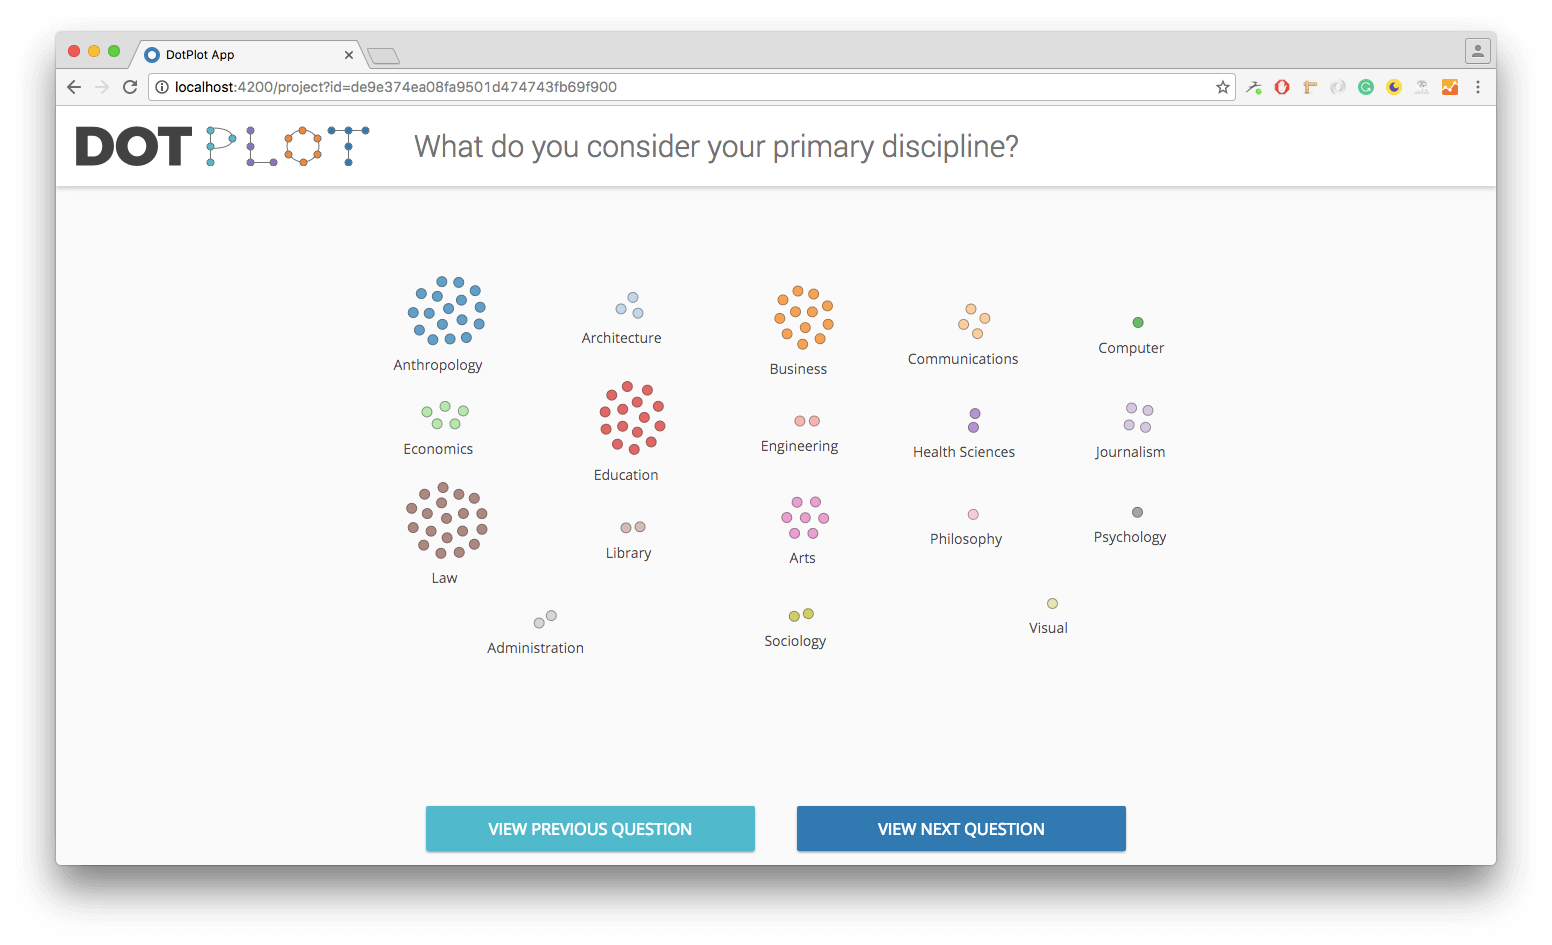 DotPlot App
localhost:4200/project?id=de9e374ea08fa9501d474743fb69f900
DOT PLOT
What do you consider your primary discipline?
Anthropology
Architecture
Business
Communications
Computer
Economics
Education
Engineering
Health Sciences
Journalism
Law
Library
Arts
Philosophy
Psychology
Administration
Sociology
Visual
VIEW PREVIOUS QUESTION
VIEW NEXT QUESTION